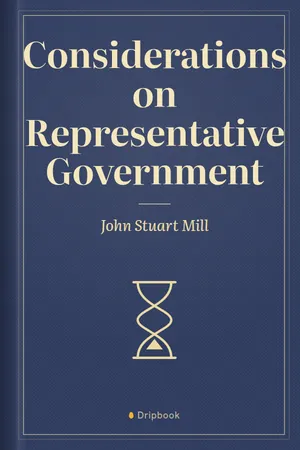 Considerations
on
Representative
Government
John Stuart Mill
Dripbook